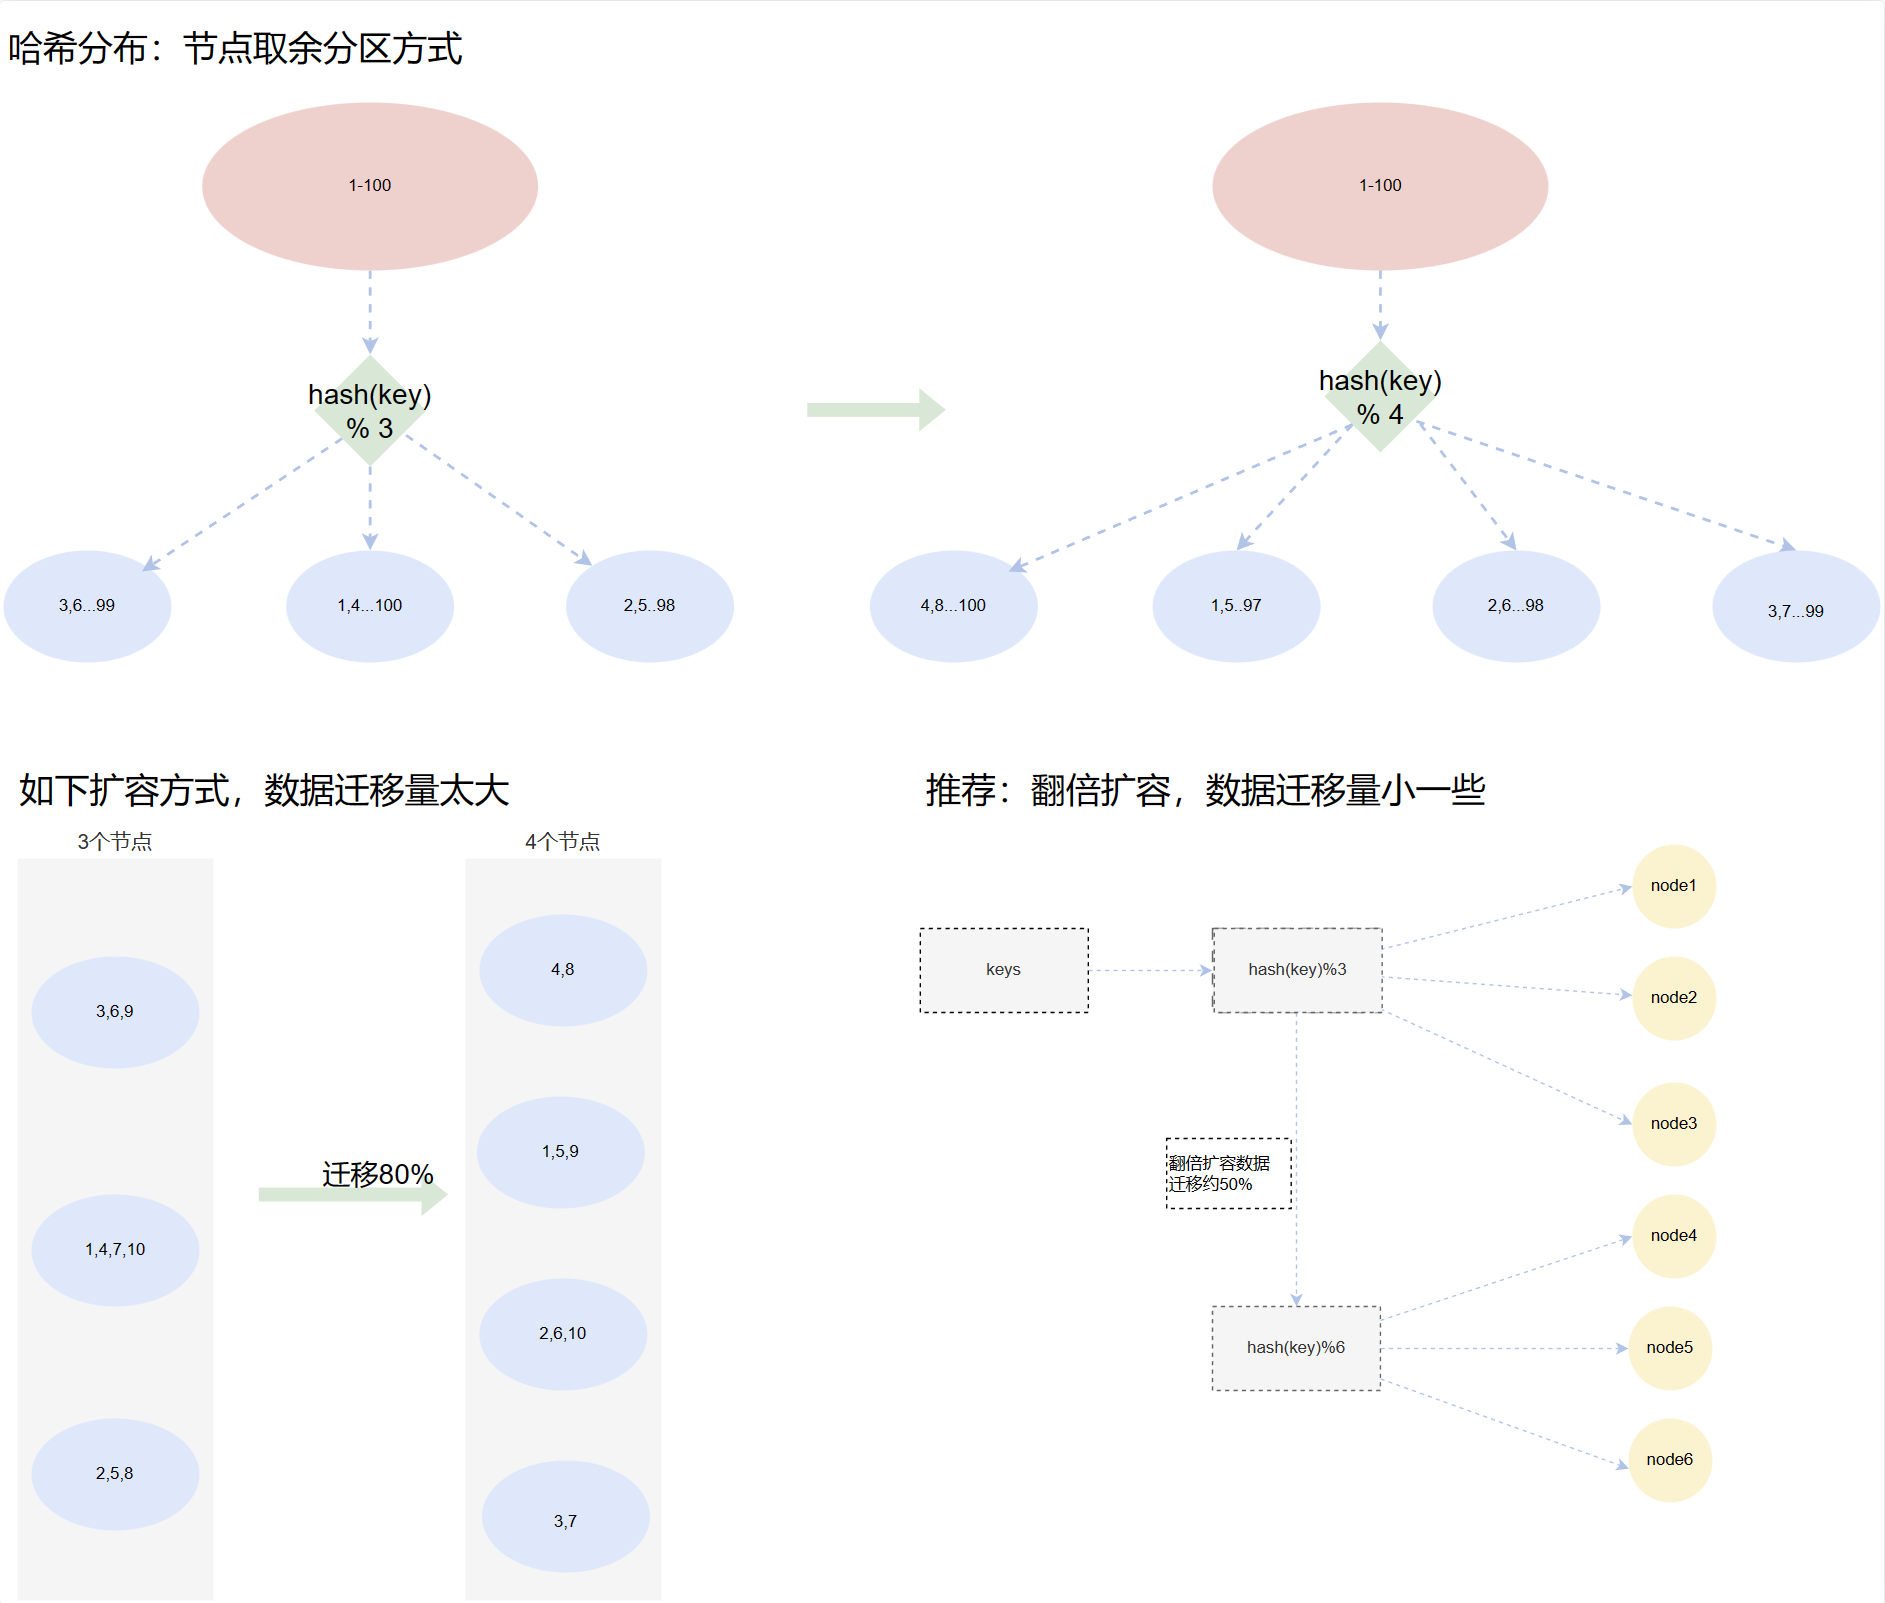 哈希分布：节点取余分区方式
1-100
1-100
hash(key)
% 3
hash(key)
% 4
3,6...99
1,4...100
2,5..98
4,8...100
1,5..97
2,6...98
3,7...99
如下扩容方式，数据迁移量太大
3个节点
4个节点
3,6,9
1,4,7,10
2,5,8
迁移80%
4,8
1,5,9
2,6,10
3,7
推荐：翻倍扩容，数据迁移量小一些
keys
hash(key)%3
node1
node2
node3
翻倍扩容数据
迁移约50%
hash(key)%6
node4
node5
node6